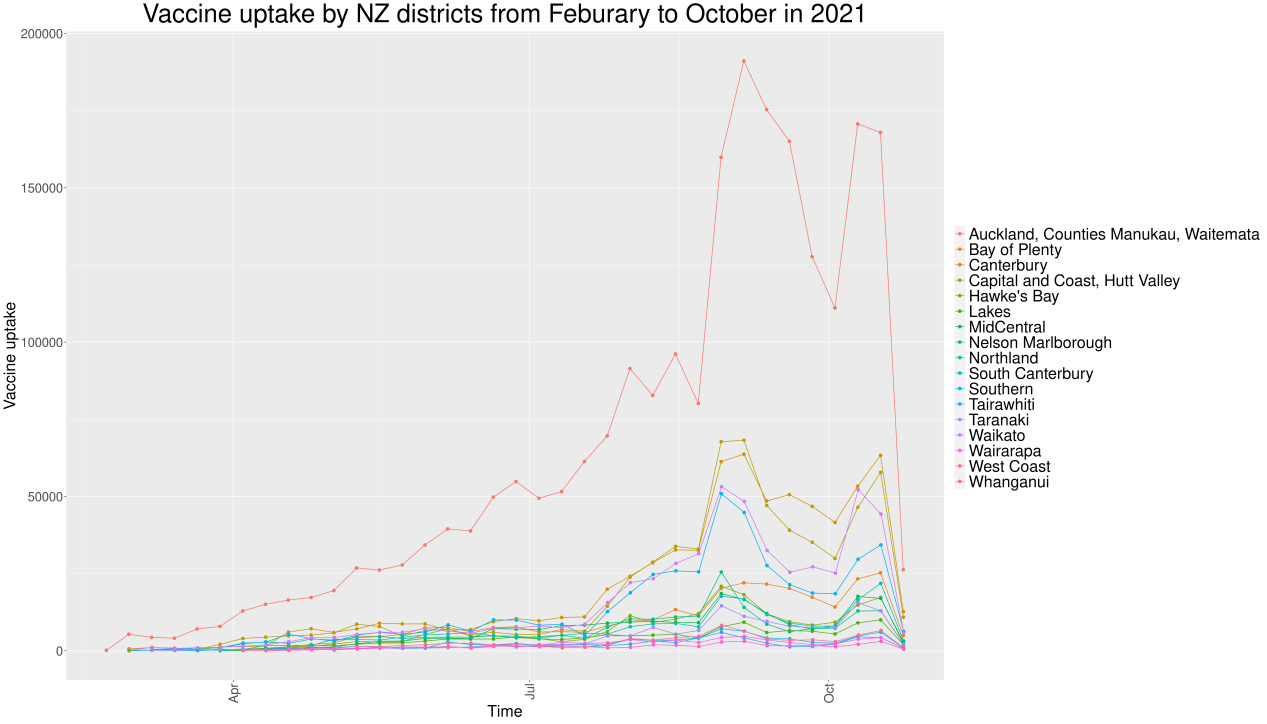 Vaccine uptake by NZ districts from Feburary to October in 2021
200000
150000
100000
50000
0
Vaccine uptake
Apr
Jul
Oct
Time
Auckland, Counties Manukau, Waitemata
Bay of Plenty
Canterbury
Capital and Coast, Hutt Valley
Hawke's Bay
Lakes
MidCentral
Nelson Marlborough
Northland
South Canterbury
Southern
Tairawhiti
Taranaki
Waikato
Wairarapa
West Coast
Whanganui